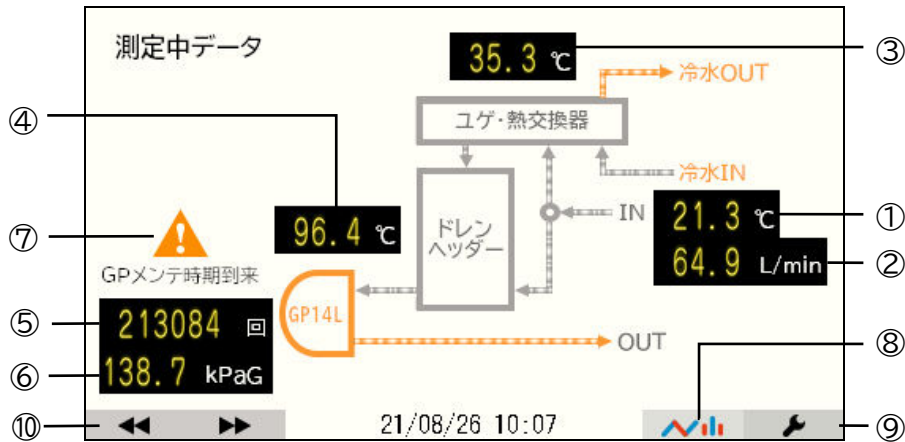 測定中データ
35.3 ℃
③
冷水OUT
ユゲ・熱交換器
④
冷水IN
96.4 ℃
ドレン
ヘッダー
IN
21.3 ℃
①
64.9 L/min
②
⑦
GPメンテ時期到来
⑤
213084 回
GP14L
OUT
⑥
138.7 kPaG
⑧
⑩
21/08/26 10:07
⑨